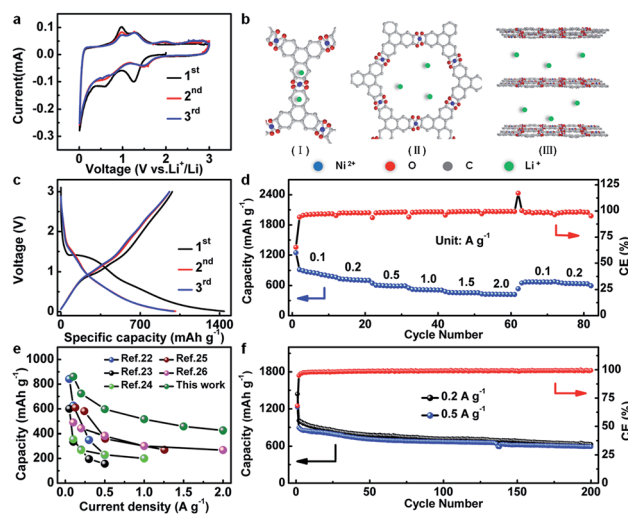 a
Current(mA)
0.1
0.0
-0.1
-0.2
-0.3
0
1
2
3
1st
2nd
3rd
Voltage (V vs.Li+/Li)
b
( I )
( II )
(III)
Ni2+
O
C
Li+
c
Voltage (V)
3
2
1
0
0
400
800
1200
1st
2nd
3rd
Specific capacity (mAh g-1)
d
Capacity (mAh g-1)
2400
1800
1200
600
0
0
20
40
60
80
125
100
75
50
25
0
CE (%)
Unit: A g-1
0.1
0.2
0.5
1.0
1.5
2.0
0.1
0.2
Cycle Number
e
Capacity (mAh g-1)
1000
800
600
400
200
0
0.0
0.5
1.0
1.5
2.0
Ref.22
Ref.25
Ref.23
Ref.26
Ref.24
This work
Current density (A g-1)
f
Capacity (mAh g-1)
1800
1200
600
0
0
50
100
150
200
100
75
50
25
0
CE (%)
0.2 A g-1
0.5 A g-1
Cycle Number